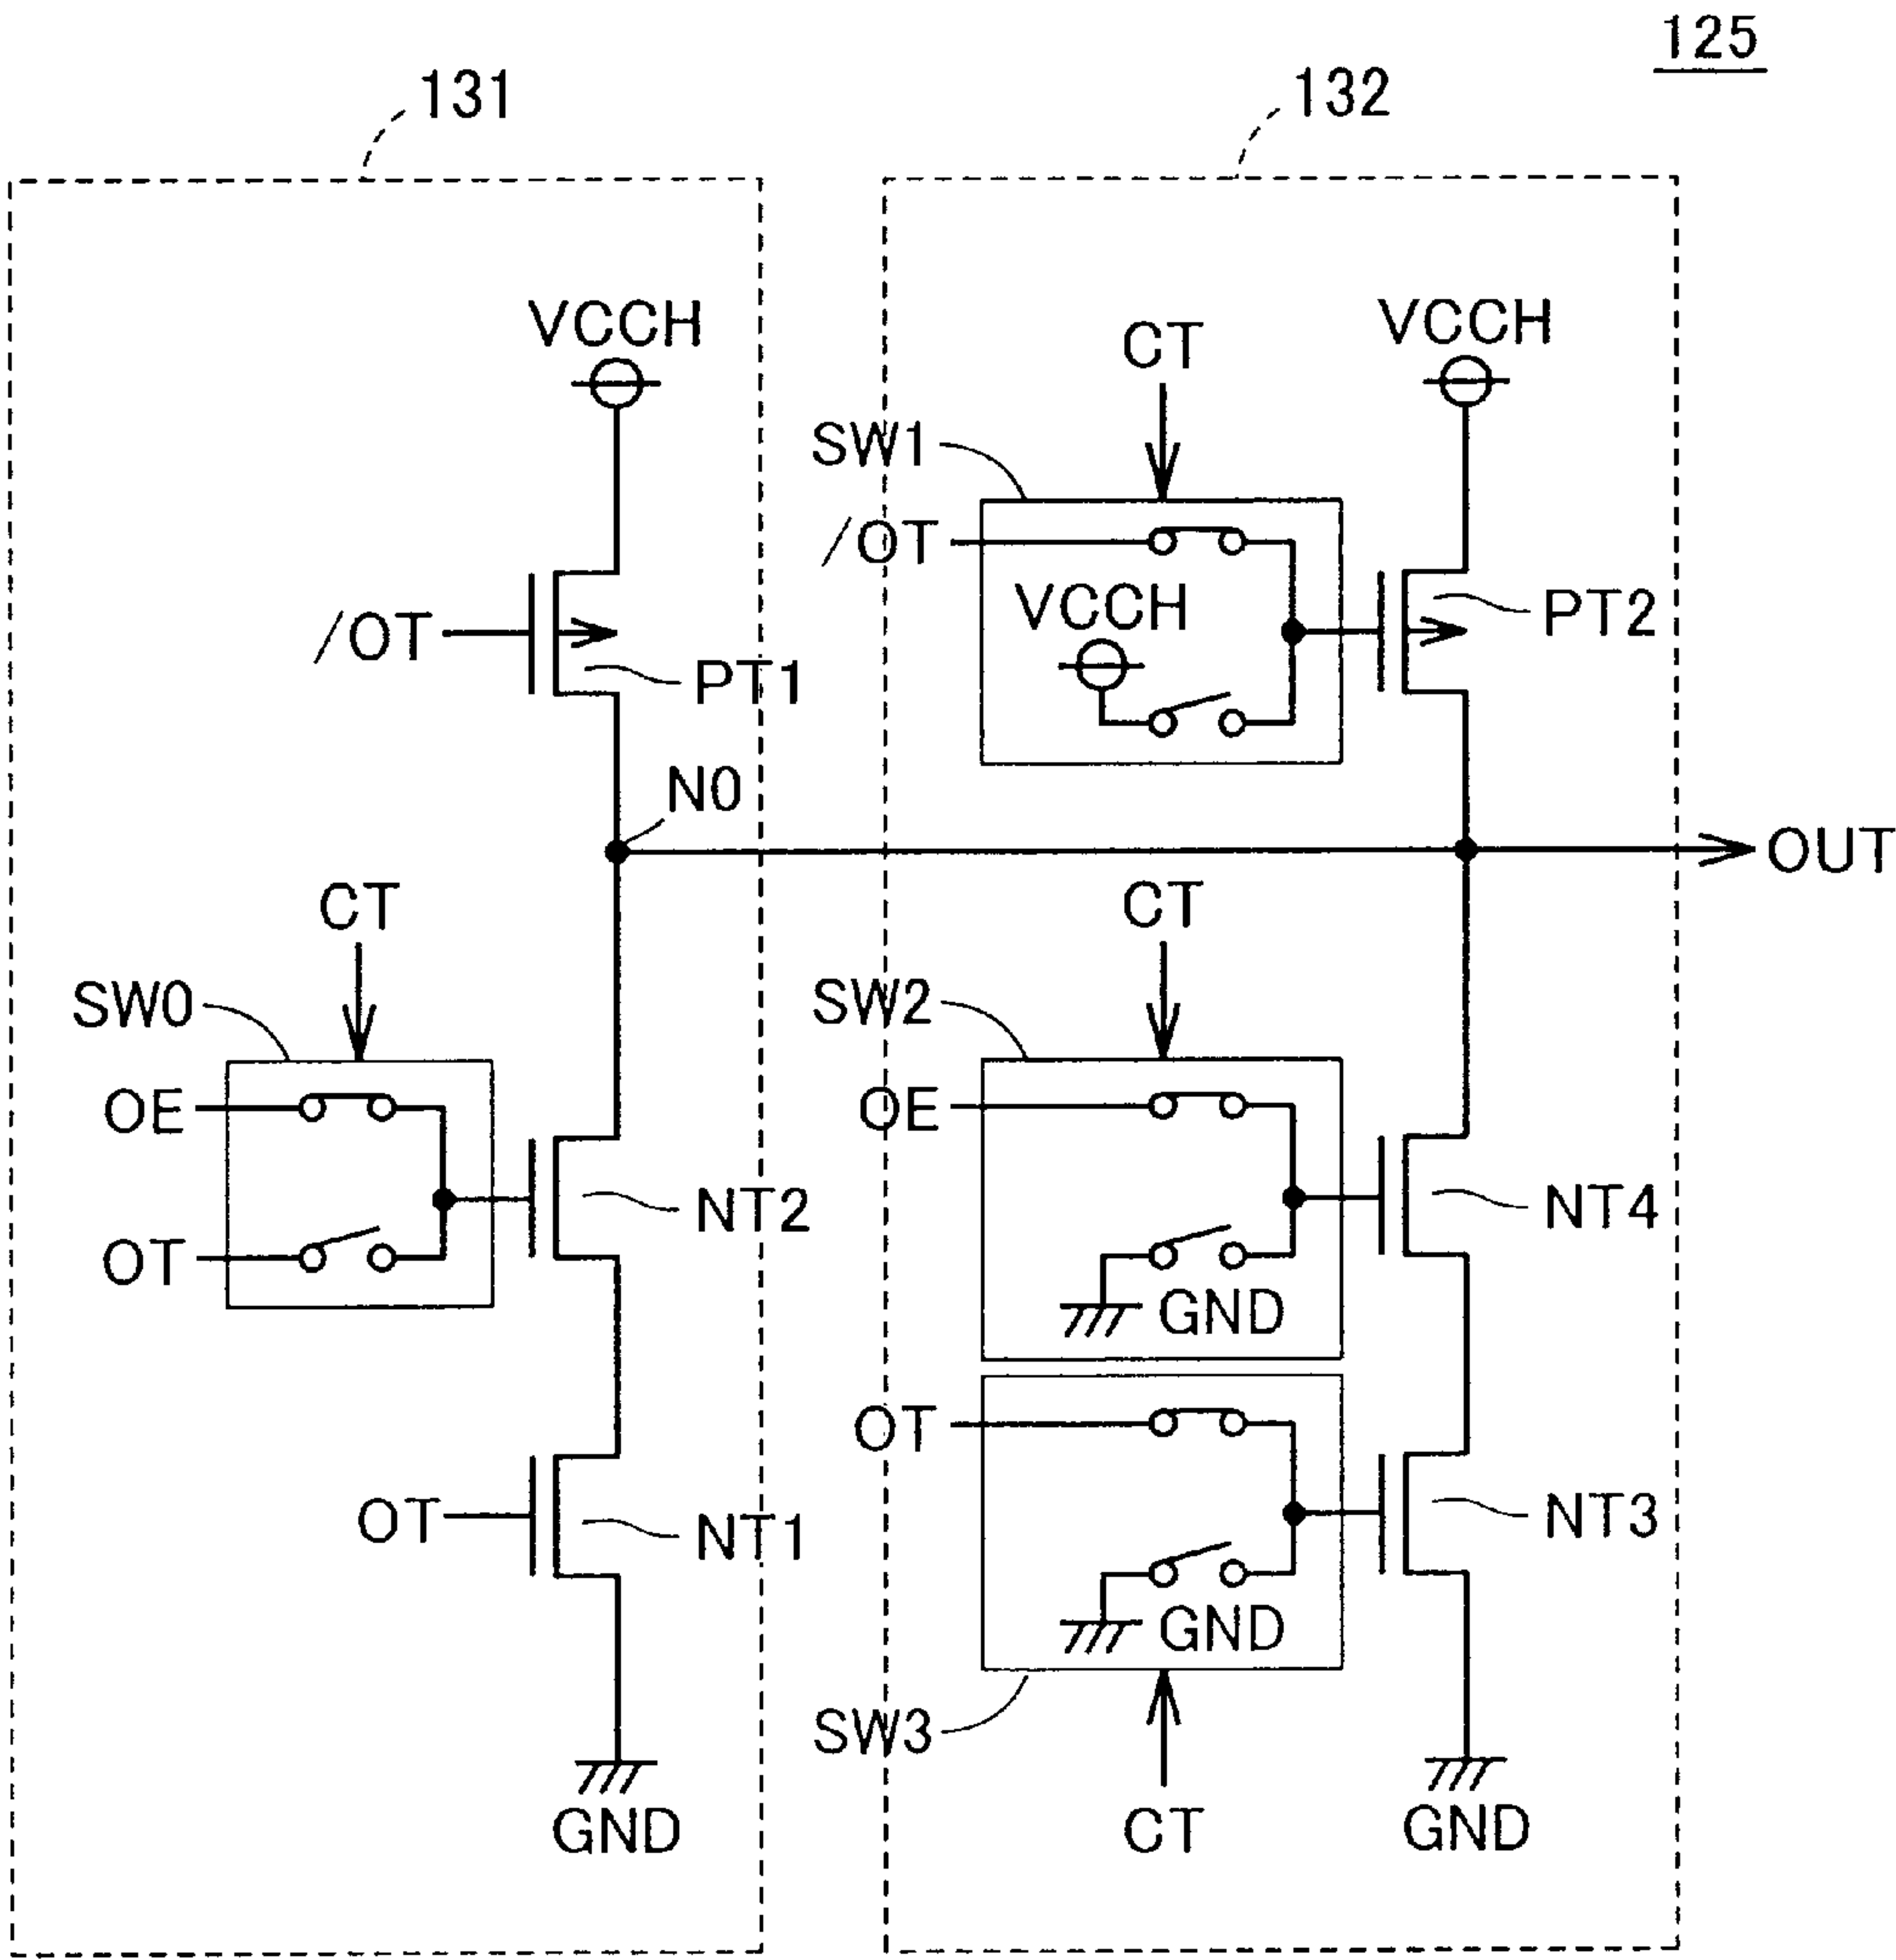 125
131
132
VCCH
CT
VCCH
SW1
/OT
VCCH
/OT
PT1
PT2
N0
OUT
CT
CT
SW0
SW2
OE
OE
NT2
NT4
OT
GND
OT
OT
NT1
NT3
GND
SW3
GND
CT
GND